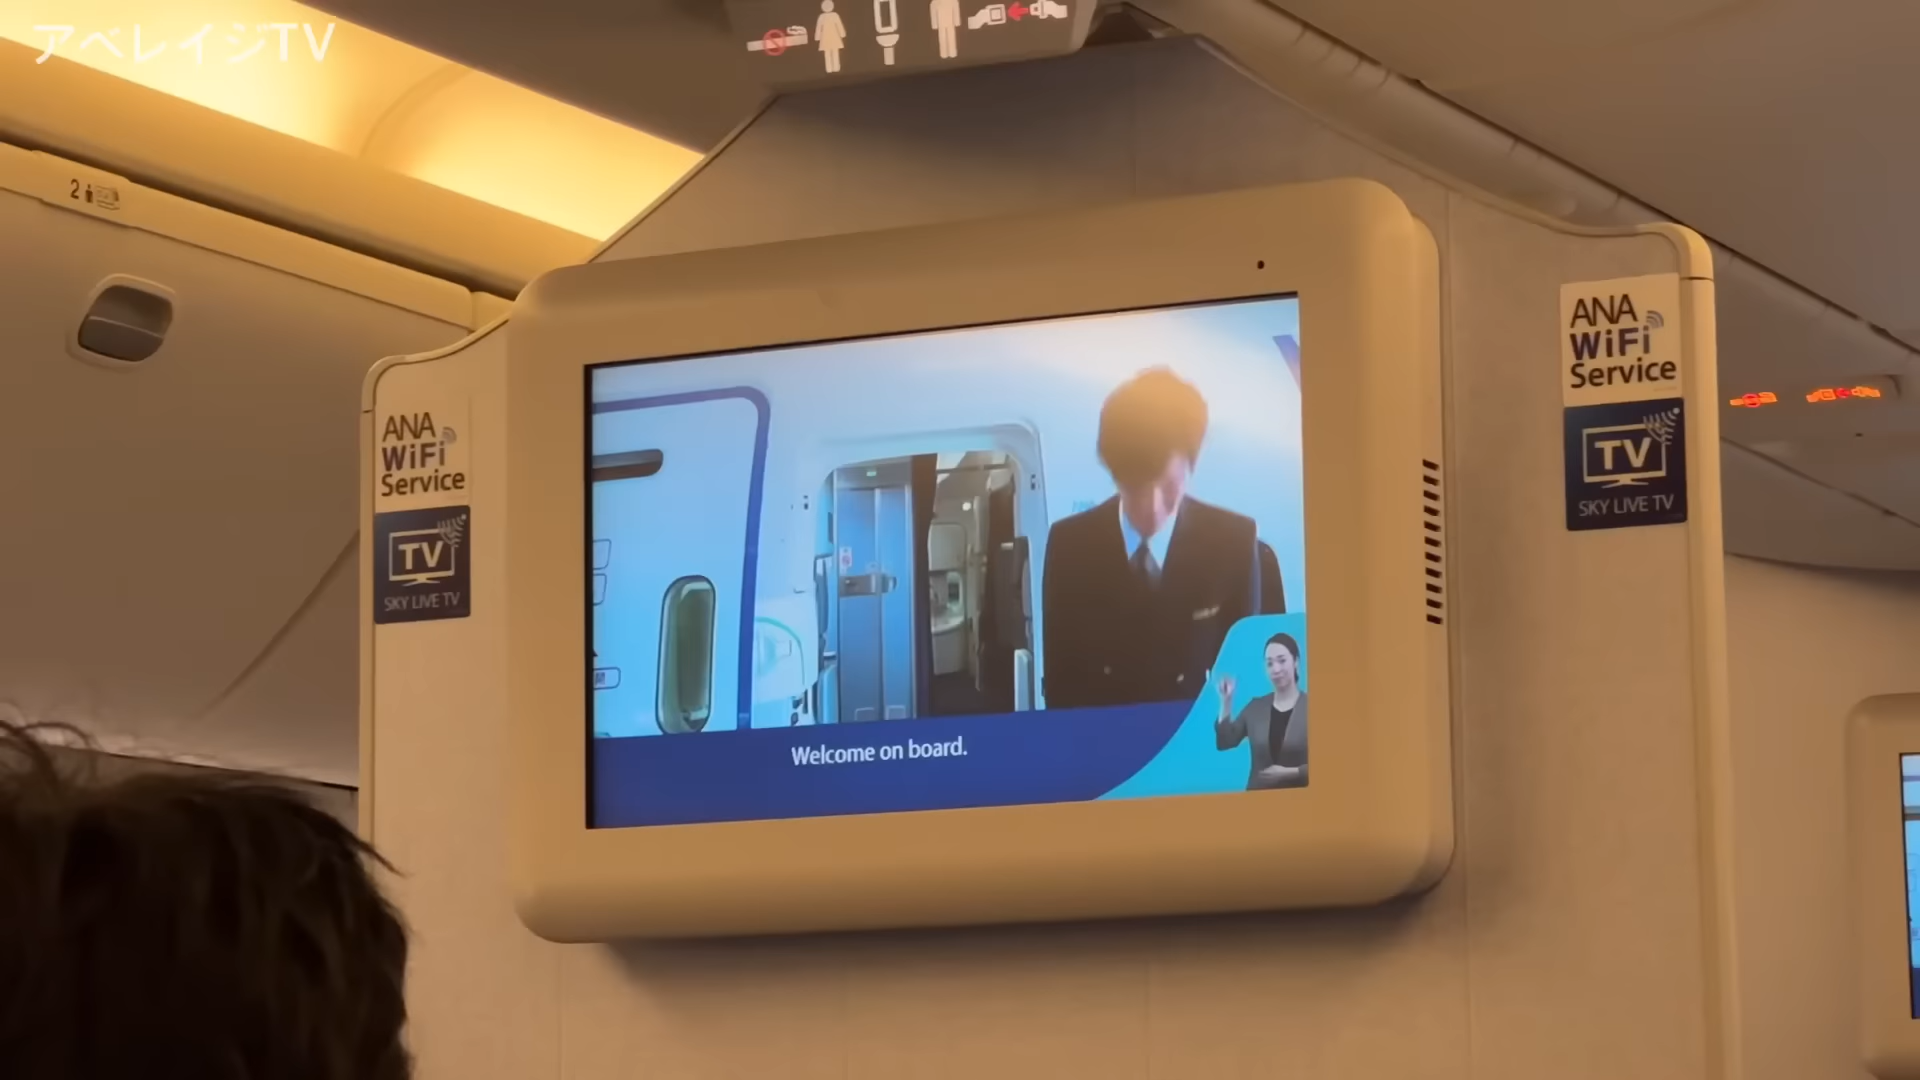 アベレイジTV
2
ANA
WiFi
Service
TV
SKY LIVE TV
Welcome on board.
ANA
WiFi
Service
TV
SKY LIVE TV